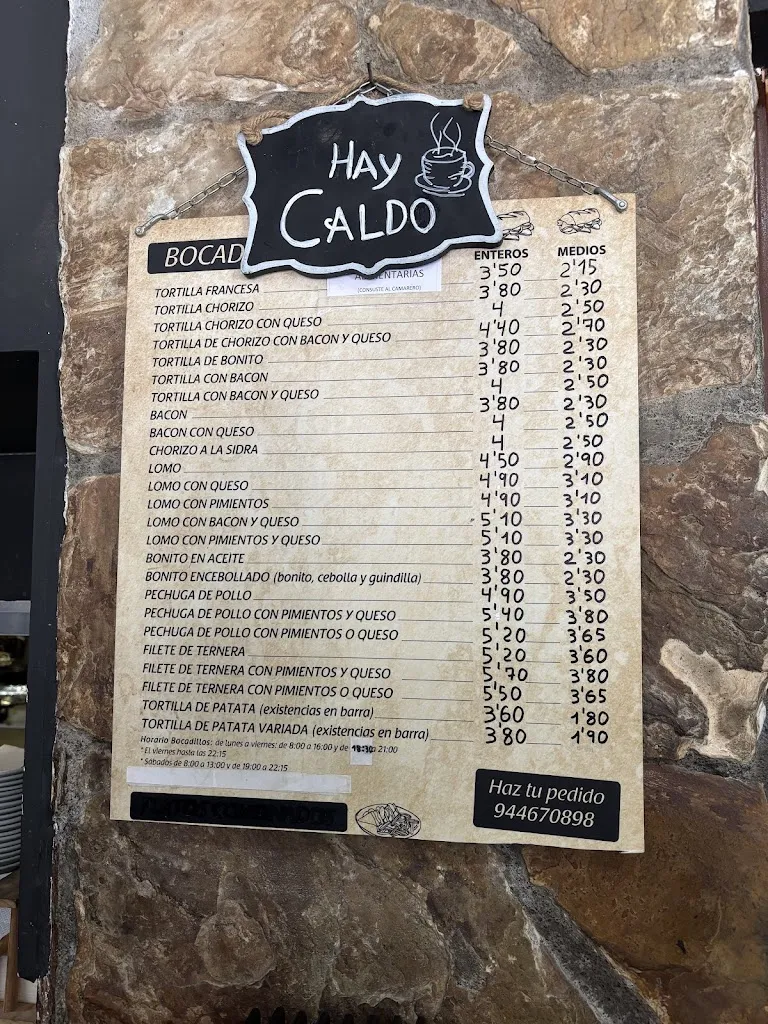 HAY
CALDO
BOCAD
ENTEROS MEDIOS
(CONSULTE AL CAMARERO)
TORTILLA FRANCESA 3'50 2'15
TORTILLA CHORIZO 3'80 2'30
TORTILLA CHORIZO CON QUESO 4 2'50
TORTILLA DE CHORIZO CON BACON Y QUESO 4'40 2'70
TORTILLA DE BONITO 3'80 2'30
TORTILLA CON BACON 3'80 2'30
TORTILLA CON BACON Y QUESO 4 2'50
BACON 3'80 2'30
BACON CON QUESO 4 2'50
CHORIZO A LA SIDRA 4 2'50
LOMO 4'50 2'90
LOMO CON QUESO 4'90 3'10
LOMO CON PIMIENTOS 4'90 3'10
LOMO CON BACON Y QUESO 5'10 3'30
LOMO CON PIMIENTOS Y QUESO 5'10 3'30
BONITO EN ACEITE 3'80 2'30
BONITO ENCEBOLLADO (bonito, cebolla y guindilla) 3'80 2'30
PECHUGA DE POLLO 4'90 3'50
PECHUGA DE POLLO CON PIMIENTOS Y QUESO 5'40 3'80
PECHUGA DE POLLO CON PIMIENTOS O QUESO 5'20 3'65
FILETE DE TERNERA 5'20 3'60
FILETE DE TERNERA CON PIMIENTOS Y QUESO 5'70 3'80
FILETE DE TERNERA CON PIMIENTOS O QUESO 5'50 3'65
TORTILLA DE PATATA (existencias en barra) 3'60 1'80
TORTILLA DE PATATA VARIADA (existencias en barra) 3'80 1'90
Horario Bocadillos: de lunes a viernes: de 8:00 a 16:00 y de 18:30 a 21:00
* El viernes hasta las 22:15
* Sábados de 8:00 a 13:00 y de 19:00 a 22:15
Haz tu pedido
944670898